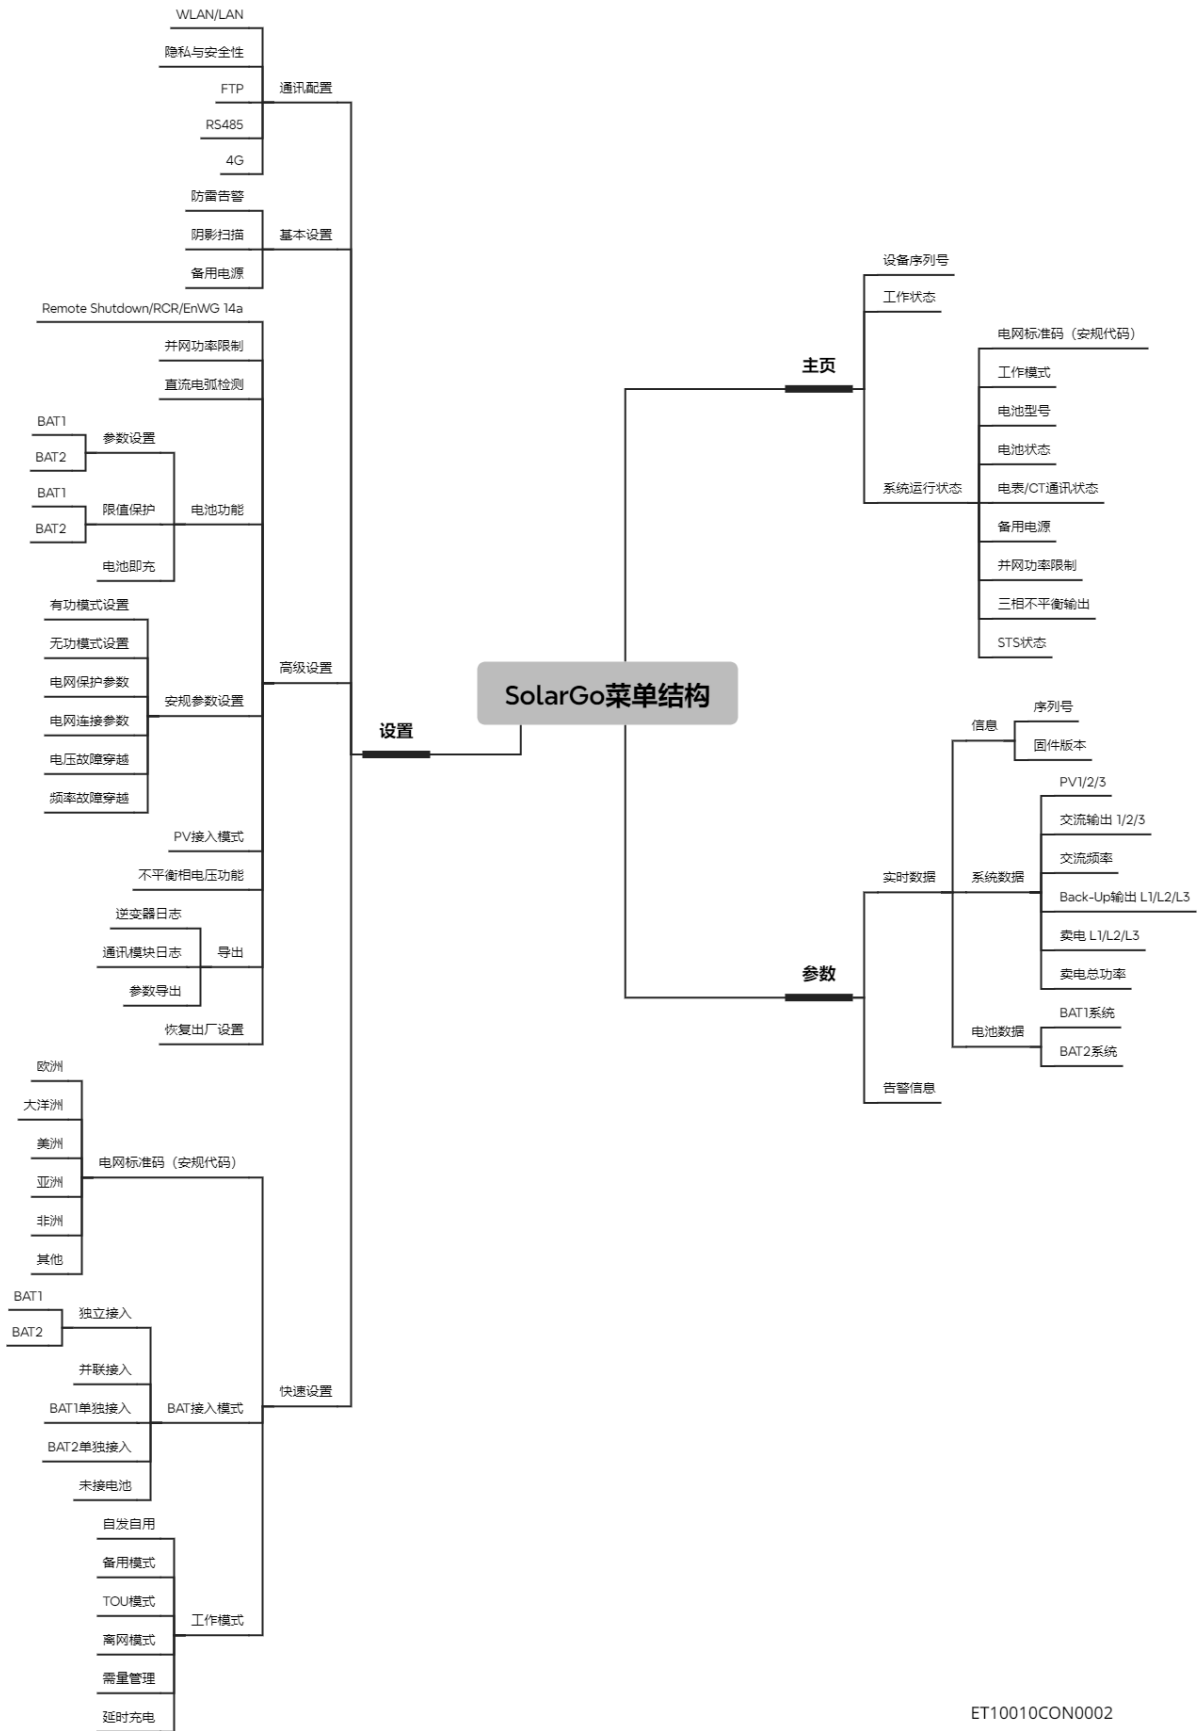 SolarGo菜单结构
主页
设备序列号
工作状态
系统运行状态
电网标准码（安规代码）
工作模式
电池型号
电池状态
电表/CT通讯状态
备用电源
并网功率限制
三相不平衡输出
STS状态
参数
实时数据
信息
序列号
固件版本
系统数据
PV1/2/3
交流输出 1/2/3
交流频率
Back-Up输出 L1/L2/L3
卖电 L1/L2/L3
卖电总功率
电池数据
BAT1系统
BAT2系统
告警信息
设置
通讯配置
WLAN/LAN
隐私与安全性
FTP
RS485
4G
基本设置
防雷告警
阴影扫描
备用电源
高级设置
Remote Shutdown/RCR/EnWG 14a
并网功率限制
直流电弧检测
电池功能
参数设置
BAT1
BAT2
限值保护
BAT1
BAT2
电池即充
安规参数设置
有功模式设置
无功模式设置
电网保护参数
电网连接参数
电压故障穿越
频率故障穿越
PV接入模式
不平衡相电压功能
导出
逆变器日志
通讯模块日志
参数导出
恢复出厂设置
快速设置
电网标准码（安规代码）
欧洲
大洋洲
美洲
亚洲
非洲
其他
BAT接入模式
独立接入
BAT1
BAT2
并联接入
BAT1单独接入
BAT2单独接入
未接电池
工作模式
自发自用
备用模式
TOU模式
离网模式
需量管理
延时充电
ET10010CON0002